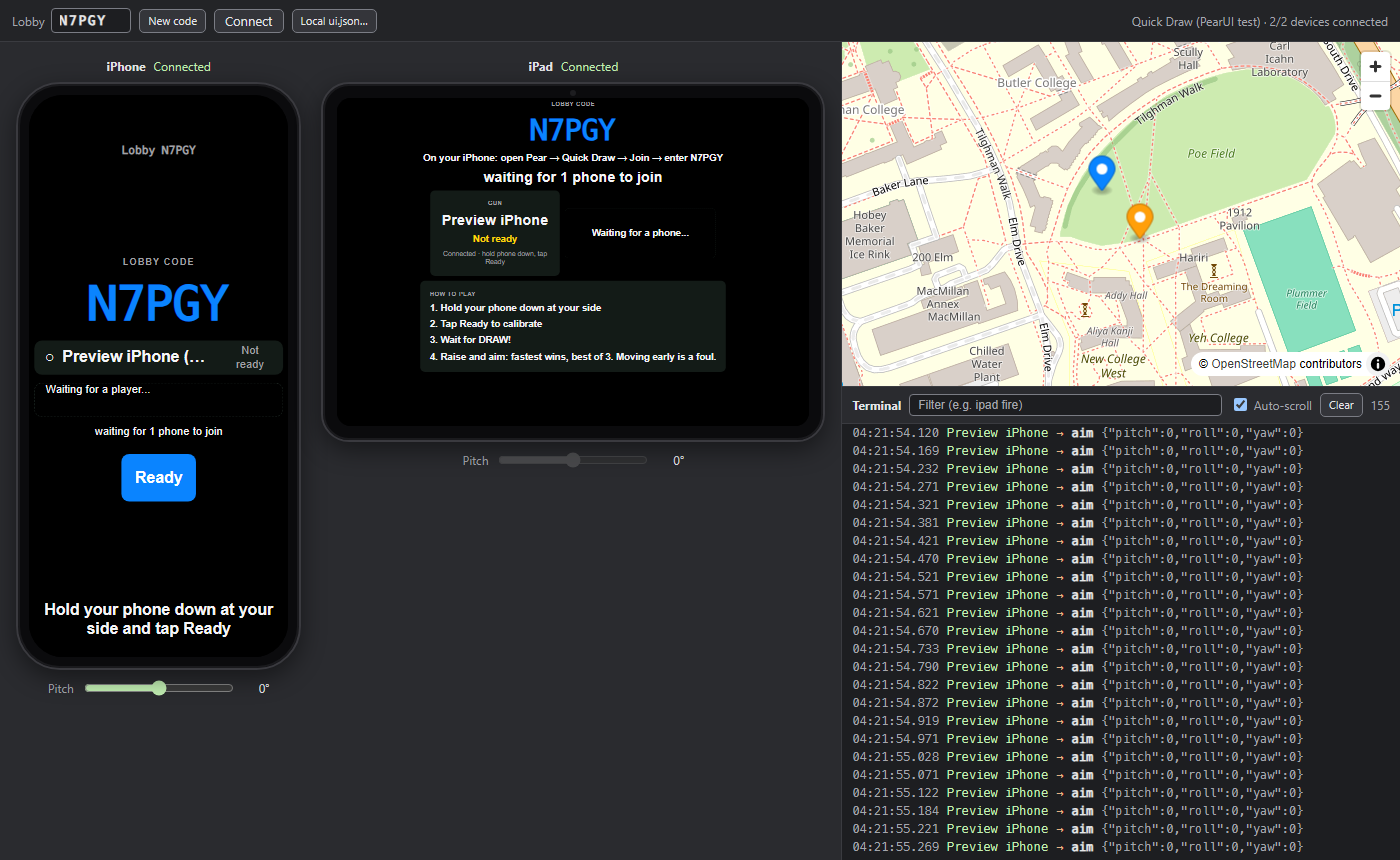 Lobby N7PGY New code Connect Local ui.json... Quick Draw (PearUI test) · 2/2 devices connected
iPhone Connected
Lobby N7PGY
LOBBY CODE
N7PGY
○ Preview iPhone (... Not ready
Waiting for a player...
waiting for 1 phone to join
Ready
Hold your phone down at your
side and tap Ready
Pitch 0°
iPad Connected
LOBBY CODE
N7PGY
On your iPhone: open Pear → Quick Draw → Join → enter N7PGY
waiting for 1 phone to join
GUN
Preview iPhone
Not ready
Connected · hold phone down, tap
Ready
Waiting for a phone...
HOW TO PLAY
1. Hold your phone down at your side
2. Tap Ready to calibrate
3. Wait for DRAW!
4. Raise and aim: fastest wins, best of 3. Moving early is a foul.
Pitch 0°
Scully
Hall
Carl
Icahn
Laboratory
South Drive
+
−
Butler College
man College
Tilghman Walk
Tilghman Walk
Poe Field
Baker Lane
Elm Drive
1912
Pavilion
Hobey
Baker
Memorial
Ice Rink
200 Elm
Hariri
The Dreaming
Room
MacMillan
Annex
MacMillan
Addy Hall
Plummer
Field
P
Aliya Kanji
Hall
Yeh College
Elm Drive
Chilled
Water
Plant
New College
West
© OpenStreetMap contributors
Terminal Filter (e.g. ipad fire) Auto-scroll Clear 155
04:21:54.120 Preview iPhone → aim {"pitch":0,"roll":0,"yaw":0}
04:21:54.169 Preview iPhone → aim {"pitch":0,"roll":0,"yaw":0}
04:21:54.232 Preview iPhone → aim {"pitch":0,"roll":0,"yaw":0}
04:21:54.271 Preview iPhone → aim {"pitch":0,"roll":0,"yaw":0}
04:21:54.321 Preview iPhone → aim {"pitch":0,"roll":0,"yaw":0}
04:21:54.381 Preview iPhone → aim {"pitch":0,"roll":0,"yaw":0}
04:21:54.421 Preview iPhone → aim {"pitch":0,"roll":0,"yaw":0}
04:21:54.470 Preview iPhone → aim {"pitch":0,"roll":0,"yaw":0}
04:21:54.521 Preview iPhone → aim {"pitch":0,"roll":0,"yaw":0}
04:21:54.571 Preview iPhone → aim {"pitch":0,"roll":0,"yaw":0}
04:21:54.621 Preview iPhone → aim {"pitch":0,"roll":0,"yaw":0}
04:21:54.670 Preview iPhone → aim {"pitch":0,"roll":0,"yaw":0}
04:21:54.733 Preview iPhone → aim {"pitch":0,"roll":0,"yaw":0}
04:21:54.790 Preview iPhone → aim {"pitch":0,"roll":0,"yaw":0}
04:21:54.822 Preview iPhone → aim {"pitch":0,"roll":0,"yaw":0}
04:21:54.872 Preview iPhone → aim {"pitch":0,"roll":0,"yaw":0}
04:21:54.919 Preview iPhone → aim {"pitch":0,"roll":0,"yaw":0}
04:21:54.971 Preview iPhone → aim {"pitch":0,"roll":0,"yaw":0}
04:21:55.028 Preview iPhone → aim {"pitch":0,"roll":0,"yaw":0}
04:21:55.071 Preview iPhone → aim {"pitch":0,"roll":0,"yaw":0}
04:21:55.122 Preview iPhone → aim {"pitch":0,"roll":0,"yaw":0}
04:21:55.184 Preview iPhone → aim {"pitch":0,"roll":0,"yaw":0}
04:21:55.221 Preview iPhone → aim {"pitch":0,"roll":0,"yaw":0}
04:21:55.269 Preview iPhone → aim {"pitch":0,"roll":0,"yaw":0}